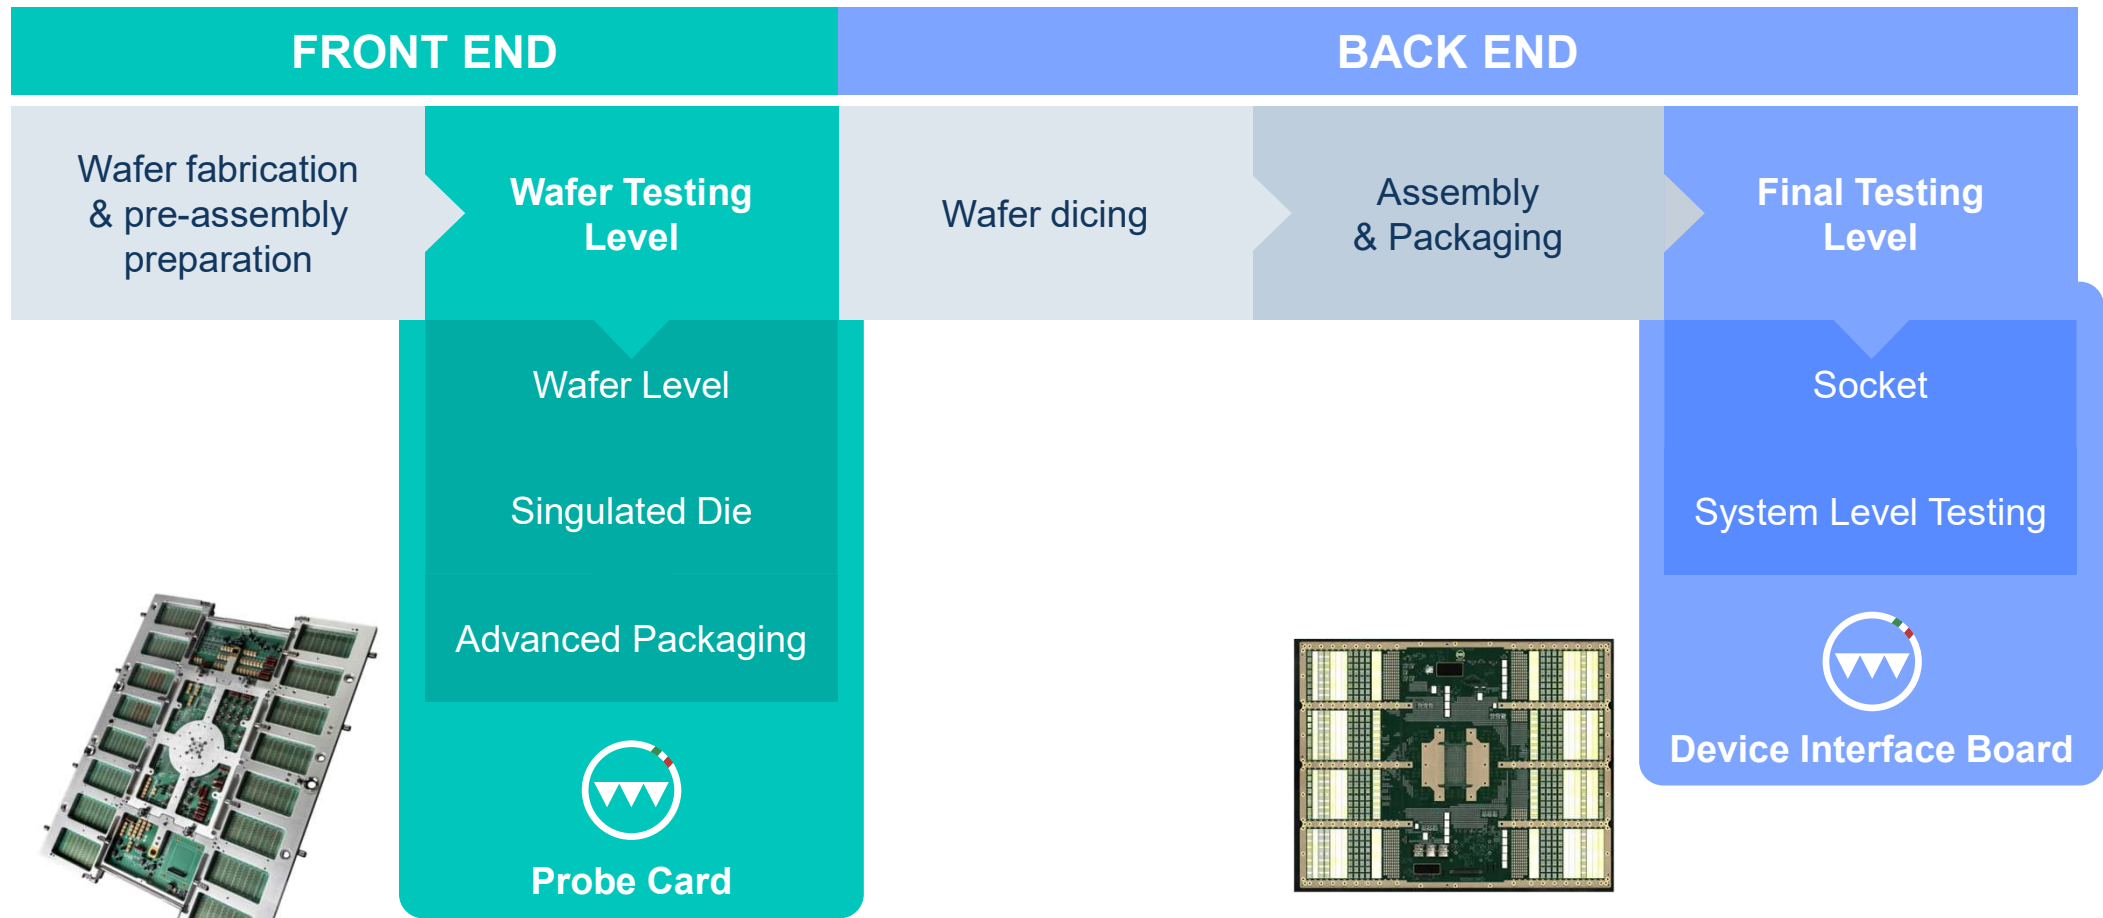 FRONT END
BACK END
Wafer fabrication
& pre-assembly
preparation
Wafer Testing
Level
Wafer dicing
Assembly
& Packaging
Final Testing
Level
Wafer Level
Singulated Die
Advanced Packaging
Probe Card
Socket
System Level Testing
Device Interface Board